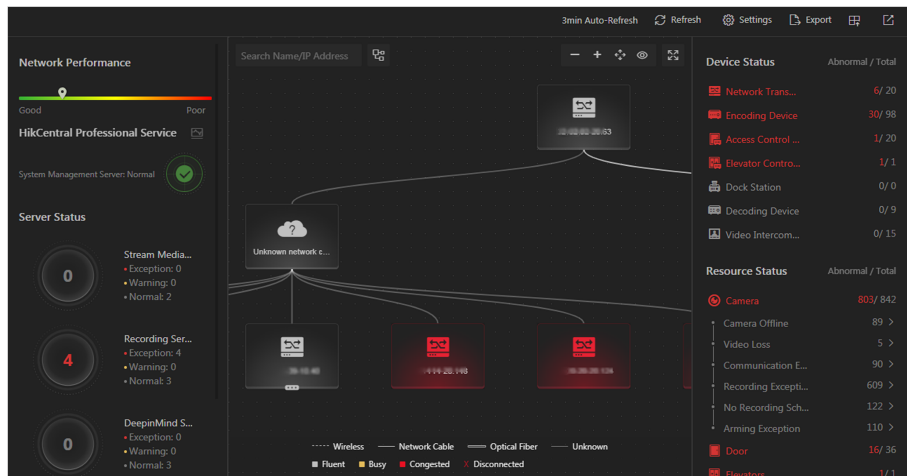 3min Auto-Refresh Refresh Settings Export
Network Performance
Good Poor
HikCentral Professional Service
System Management Server: Normal
Server Status
0
Stream Media...
Exception: 0
Warning: 0
Normal: 2
4
Recording Ser...
Exception: 4
Warning: 0
Normal: 3
0
DeepinMind S...
Exception: 0
Warning: 0
Normal: 3
Search Name/IP Address
Unknown network c...
Wireless Network Cable Optical Fiber Unknown
Fluent Busy Congested X Disconnected
Device Status Abnormal / Total
Network Trans... 6/ 20
Encoding Device 30/ 98
Access Control ... 1/ 20
Elevator Contro... 1/ 1
Dock Station 0/ 0
Decoding Device 0/ 9
Video Intercom... 0/ 15
Resource Status Abnormal / Total
Camera 803/ 842
Camera Offline 89 >
Video Loss 5 >
Communication E... 90 >
Recording Excepti... 609 >
No Recording Sch... 122 >
Arming Exception 110 >
Door 16/ 36
Elevators 1/ 1